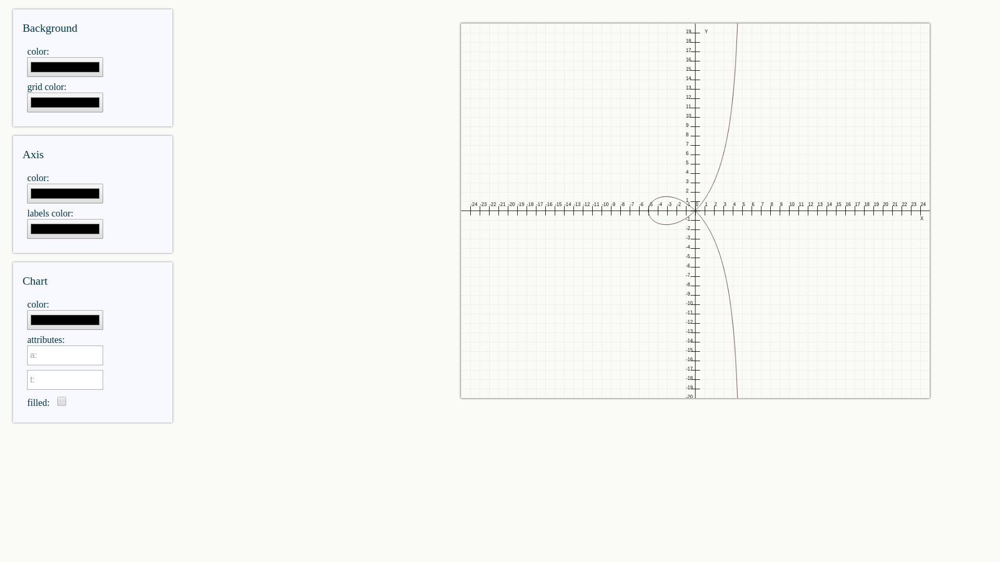 Background
color:
grid color:
Axis
color:
labels color:
Chart
color:
attributes:
a:
t:
filled:
Y
19
18
17
16
15
14
13
12
11
10
9
8
7
6
5
4
3
2
1
-24 -23 -22 -21 -20 -19 -18 -17 -16 -15 -14 -13 -12 -11 -10 -9 -8 -7 -6 -5 -4 -3 -2 -1 0 1 2 3 4 5 6 7 8 9 10 11 12 13 14 15 16 17 18 19 20 21 22 23 24
X
-1
-2
-3
-4
-5
-6
-7
-8
-9
-10
-11
-12
-13
-14
-15
-16
-17
-18
-19
-20